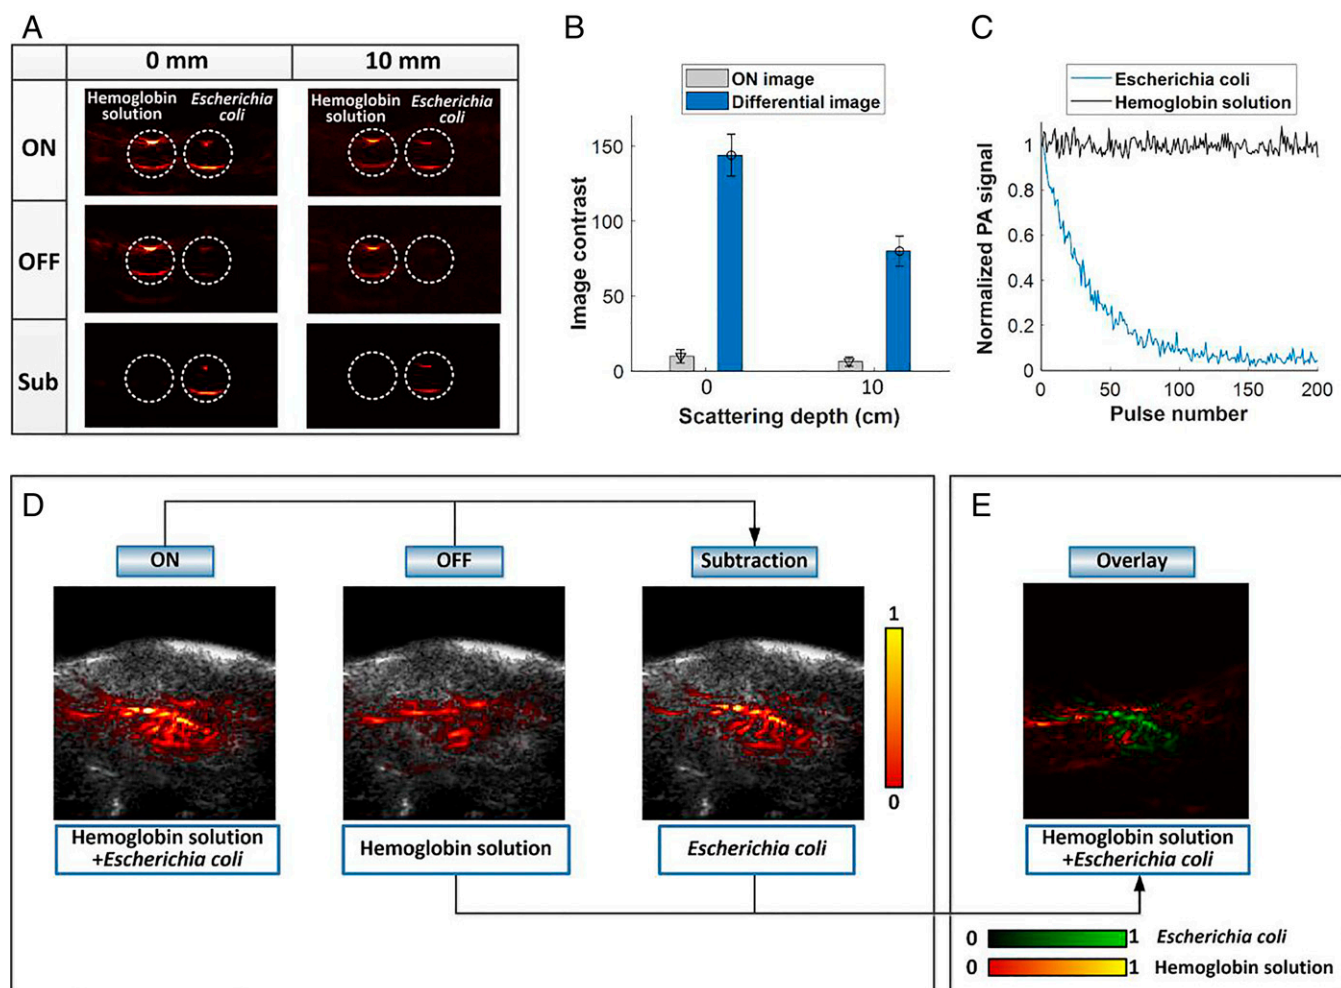 A
0 mm
10 mm
ON
Hemoglobin solution
Escherichia coli
Hemoglobin solution
Escherichia coli
OFF
Sub
B
ON image
Differential image
Image contrast
150
100
50
0
0
10
Scattering depth (cm)
C
Escherichia coli
Hemoglobin solution
Normalized PA signal
1
0.8
0.6
0.4
0.2
0
0
50
100
150
200
Pulse number
D
ON
OFF
Subtraction
1
0
Hemoglobin solution
+Escherichia coli
Hemoglobin solution
Escherichia coli
E
Overlay
Hemoglobin solution
+Escherichia coli
0
1
Escherichia coli
0
1
Hemoglobin solution